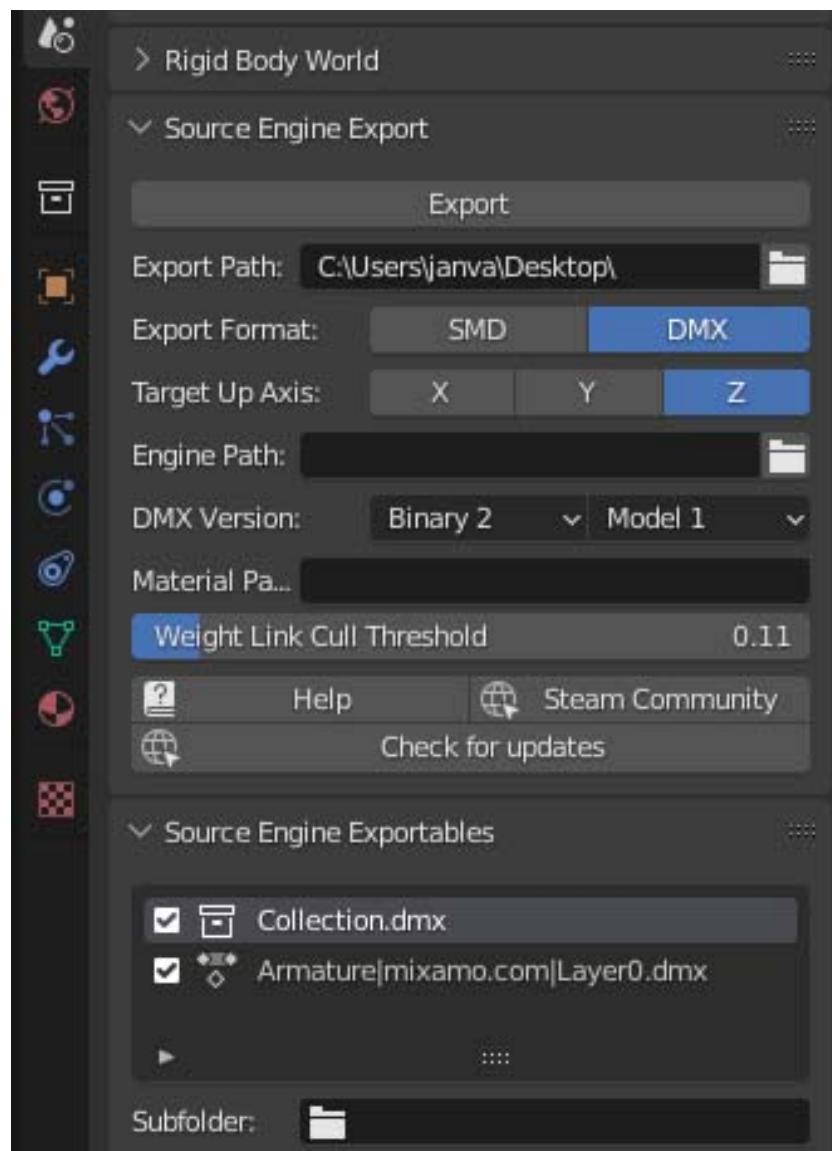 Rigid Body World
Source Engine Export
Export
Export Path: C:\Users\janva\Desktop\
Export Format: SMD DMX
Target Up Axis: X Y Z
Engine Path:
DMX Version: Binary 2 Model 1
Material Pa...
Weight Link Cull Threshold 0.11
Help Steam Community
Check for updates
Source Engine Exportables
Collection.dmx
Armature|mixamo.com|Layer0.dmx
Subfolder: